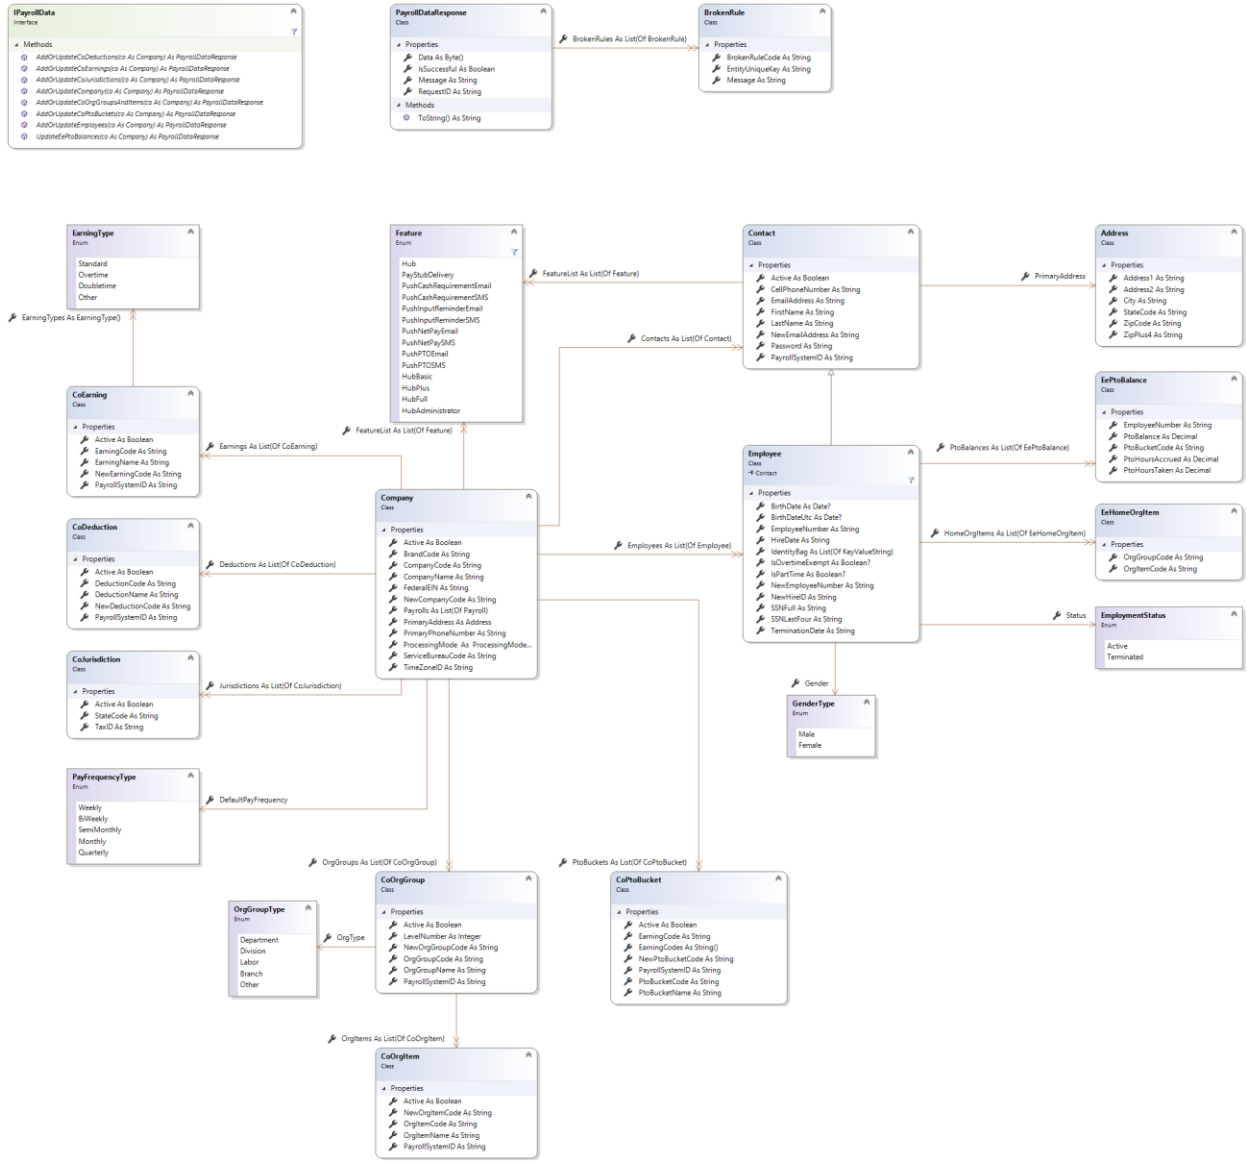 IPayrollData
Interface
Methods
AddOrUpdateCoDeductions(co As Company) As PayrollDataResponse
AddOrUpdateCoEarnings(co As Company) As PayrollDataResponse
AddOrUpdateCoJurisdictions(co As Company) As PayrollDataResponse
AddOrUpdateCompany(co As Company) As PayrollDataResponse
AddOrUpdateCoOrgGroupsAndItems(co As Company) As PayrollDataResponse
AddOrUpdateCoPtoBuckets(co As Company) As PayrollDataResponse
AddOrUpdateEmployees(co As Company) As PayrollDataResponse
UpdateEePtoBalances(co As Company) As PayrollDataResponse
PayrollDataResponse
Class
Properties
Data As Byte()
IsSuccessful As Boolean
Message As String
RequestID As String
Methods
ToString() As String
BrokenRules As List(Of BrokenRule)
BrokenRule
Class
Properties
BrokenRuleCode As String
EntityUniqueKey As String
Message As String
EarningType
Enum
Standard
Overtime
Doubletime
Other
EarningTypes As EarningType()
Feature
Enum
Hub
PayStubDelivery
PushCashRequirementEmail
PushCashRequirementSMS
PushInputReminderEmail
PushInputReminderSMS
PushNetPayEmail
PushNetPaySMS
PushPTOEmail
PushPTOSMS
HubBasic
HubPlus
HubFull
HubAdministrator
FeatureList As List(Of Feature)
FeatureList As List(Of Feature)
Contacts As List(Of Contact)
Contact
Class
Properties
Active As Boolean
CellPhoneNumber As String
EmailAddress As String
FirstName As String
LastName As String
NewEmailAddress As String
Password As String
PayrollSystemID As String
PrimaryAddress
Address
Class
Properties
Address1 As String
Address2 As String
City As String
StateCode As String
ZipCode As String
ZipPlus4 As String
EePtoBalance
Class
Properties
EmployeeNumber As String
PtoBalance As Decimal
PtoBucketCode As String
PtoHoursAccrued As Decimal
PtoHoursTaken As Decimal
CoEarning
Class
Properties
Active As Boolean
EarningCode As String
EarningName As String
NewEarningCode As String
PayrollSystemID As String
Earnings As List(Of CoEarning)
Employee
Class
Contact
Properties
BirthDate As Date?
BirthDateUtc As Date?
EmployeeNumber As String
HireDate As String
IdentityBag As List(Of KeyValueString)
IsOvertimeExempt As Boolean?
IsPartTime As Boolean?
NewEmployeeNumber As String
NewHireID As String
SSNFull As String
SSNLastFour As String
TerminationDate As String
PtoBalances As List(Of EePtoBalance)
HomeOrgItems As List(Of EeHomeOrgItem)
Status
Gender
EeHomeOrgItem
Class
Properties
OrgGroupCode As String
OrgItemCode As String
EmploymentStatus
Enum
Active
Terminated
GenderType
Enum
Male
Female
Company
Class
Properties
Active As Boolean
BrandCode As String
CompanyCode As String
CompanyName As String
FederalEIN As String
NewCompanyCode As String
Payrolls As List(Of Payroll)
PrimaryAddress As Address
PrimaryPhoneNumber As String
ProcessingMode As ProcessingMode...
ServiceBureauCode As String
TimeZoneID As String
Employees As List(Of Employee)
CoDeduction
Class
Properties
Active As Boolean
DeductionCode As String
DeductionName As String
NewDeductionCode As String
PayrollSystemID As String
Deductions As List(Of CoDeduction)
CoJurisdiction
Class
Properties
Active As Boolean
StateCode As String
TaxID As String
Jurisdictions As List(Of CoJurisdiction)
PayFrequencyType
Enum
Weekly
BiWeekly
SemiMonthly
Monthly
Quarterly
DefaultPayFrequency
OrgGroups As List(Of CoOrgGroup)
PtoBuckets As List(Of CoPtoBucket)
OrgGroupType
Enum
Department
Division
Labor
Branch
Other
OrgType
CoOrgGroup
Class
Properties
Active As Boolean
LevelNumber As Integer
NewOrgGroupCode As String
OrgGroupCode As String
OrgGroupName As String
PayrollSystemID As String
CoPtoBucket
Class
Properties
Active As Boolean
EarningCode As String
EarningCodes As String()
NewPtoBucketCode As String
PayrollSystemID As String
PtoBucketCode As String
PtoBucketName As String
OrgItems As List(Of CoOrgItem)
CoOrgItem
Class
Properties
Active As Boolean
NewOrgItemCode As String
OrgItemCode As String
OrgItemName As String
PayrollSystemID As String